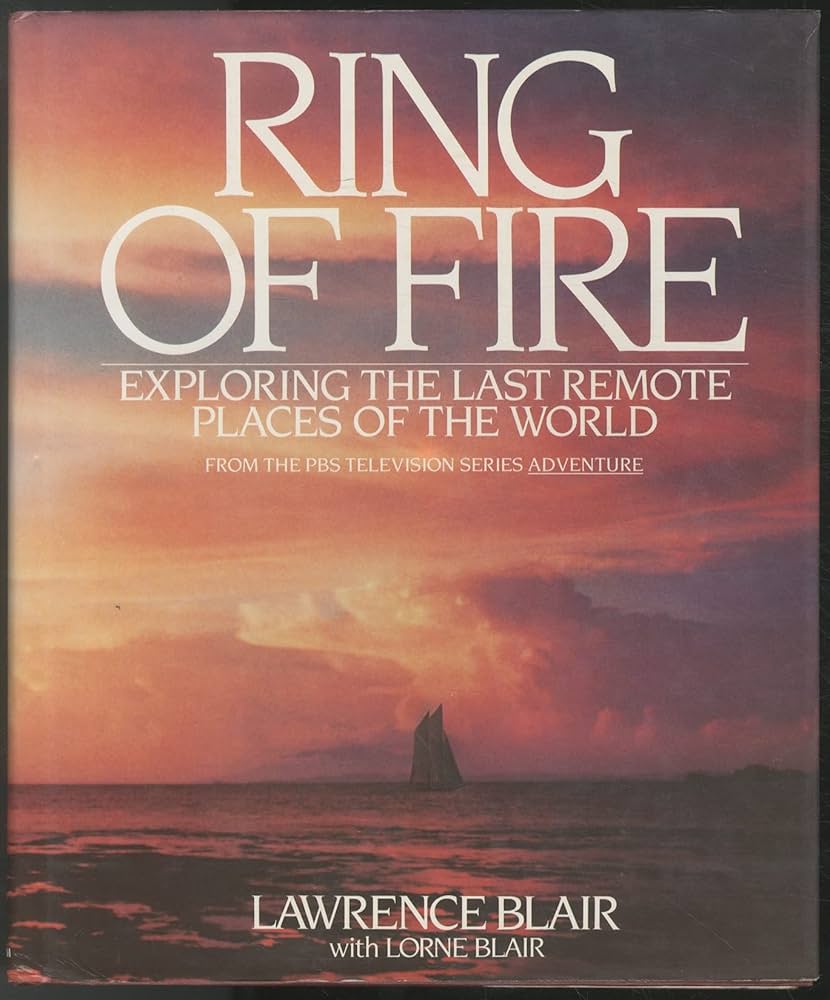 RING
OF FIRE
EXPLORING THE LAST REMOTE
PLACES OF THE WORLD
FROM THE PBS TELEVISION SERIES ADVENTURE
LAWRENCE BLAIR
with LORNE BLAIR